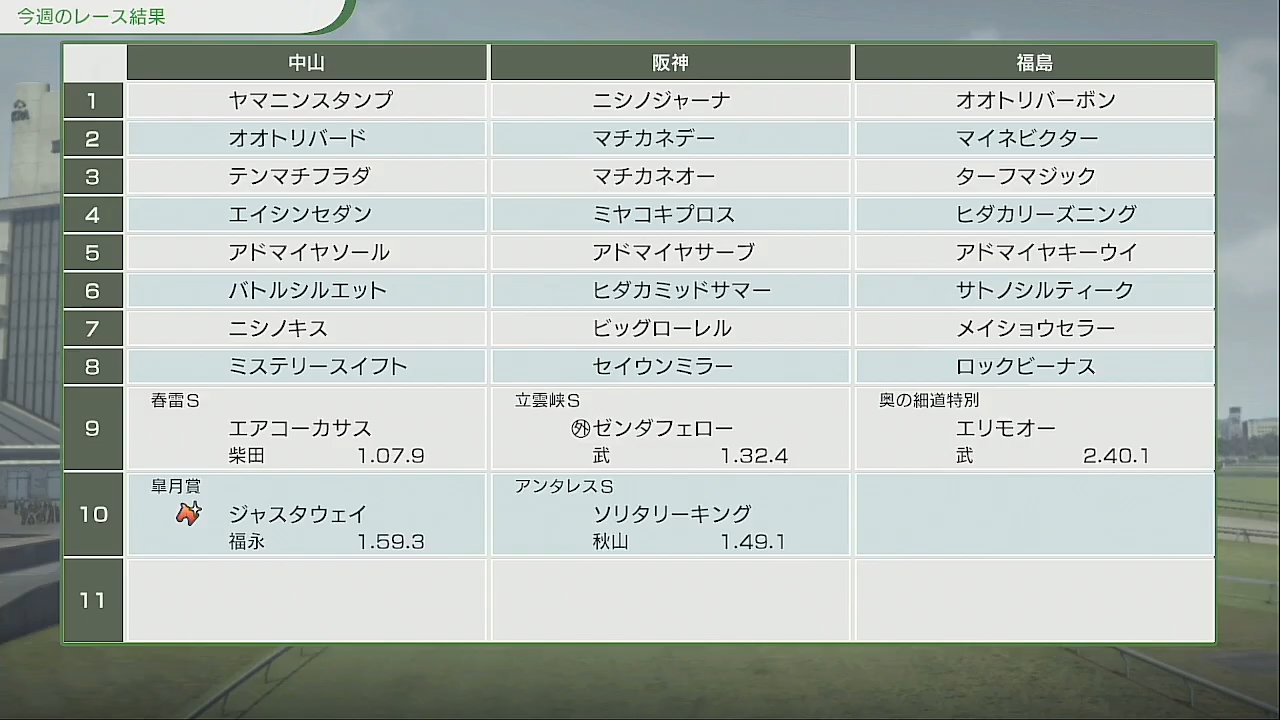 今週のレース結果
中山 阪神 福島
1 ヤマニンスタンプ ニシノジャーナ オオトリバーボン
2 オオトリバード マチカネデー マイネビクター
3 テンマチフラダ マチカネオー ターフマジック
4 エイシンセダン ミヤコキプロス ヒダカリーズニング
5 アドマイヤソール アドマイヤサーブ アドマイヤキーウイ
6 バトルシルエット ヒダカミッドサマー サトノシルティーク
7 ニシノキス ビッグローレル メイショウセラー
8 ミステリースイフト セイウンミラー ロックビーナス
春雷S 立雲峡S 奥の細道特別
9 エアコーカサス ㊕ゼンダフェロー エリモオー
柴田 1.07.9 武 1.32.4 武 2.40.1
皐月賞 アンタレスS
10 ジャスタウェイ ソリタリーキング
福永 1.59.3 秋山 1.49.1
11